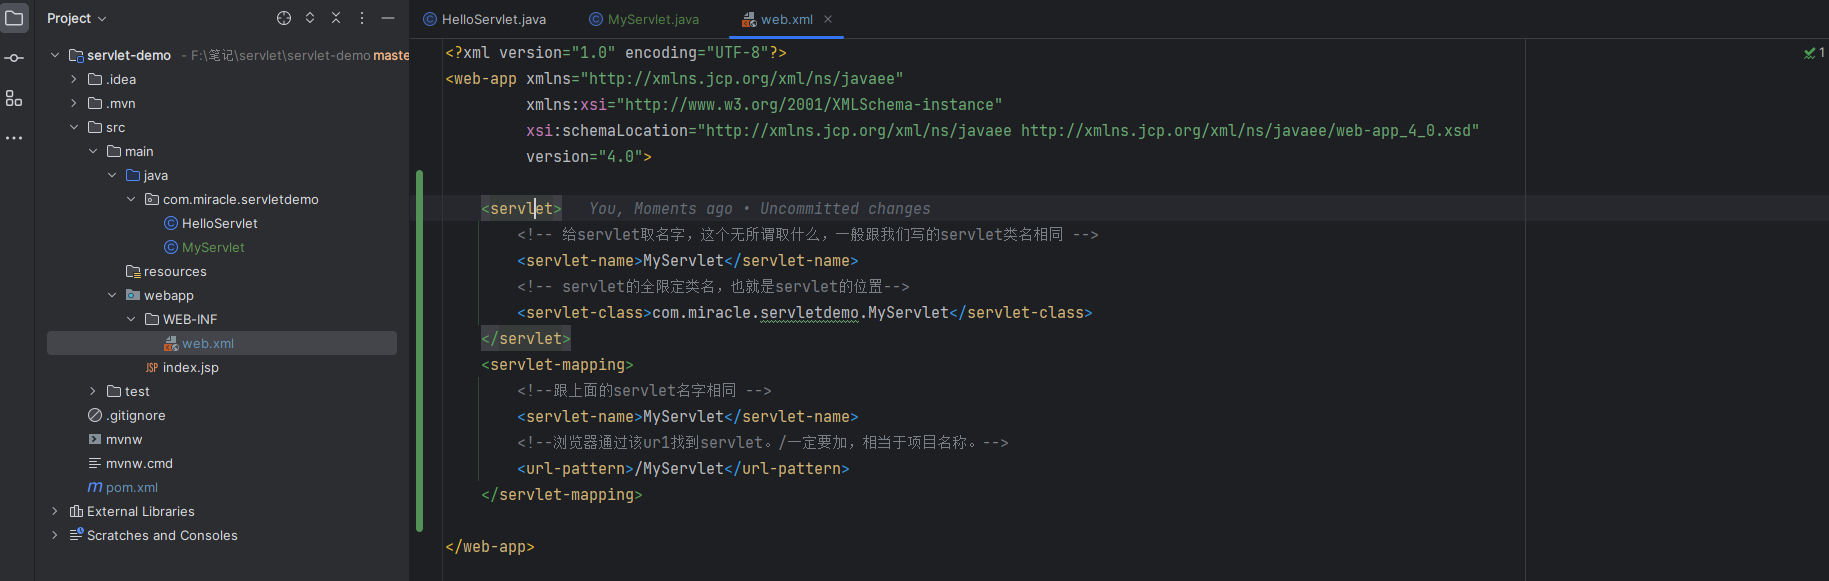 Project
HelloServlet.java
MyServlet.java
web.xml
servlet-demo - F:\笔记\servlet\servlet-demo maste
.idea
.mvn
src
main
java
com.miracle.servletdemo
HelloServlet
MyServlet
resources
webapp
WEB-INF
web.xml
JSP index.jsp
test
.gitignore
mvnw
mvnw.cmd
m pom.xml
External Libraries
Scratches and Consoles
<?xml version="1.0" encoding="UTF-8"?>
1
<web-app xmlns="http://xmlns.jcp.org/xml/ns/javaee"
xmlns:xsi="http://www.w3.org/2001/XMLSchema-instance"
xsi:schemaLocation="http://xmlns.jcp.org/xml/ns/javaee http://xmlns.jcp.org/xml/ns/javaee/web-app_4_0.xsd"
version="4.0">
<servlet> You, Moments ago • Uncommitted changes
<!-- 给servlet取名字，这个无所谓取什么，一般跟我们写的servlet类名相同 -->
<servlet-name>MyServlet</servlet-name>
<!-- servlet的全限定类名，也就是servlet的位置-->
<servlet-class>com.miracle.servletdemo.MyServlet</servlet-class>
</servlet>
<servlet-mapping>
<!--跟上面的servlet名字相同 -->
<servlet-name>MyServlet</servlet-name>
<!--浏览器通过该ur1找到servlet。/一定要加，相当于项目名称。-->
<url-pattern>/MyServlet</url-pattern>
</servlet-mapping>
</web-app>